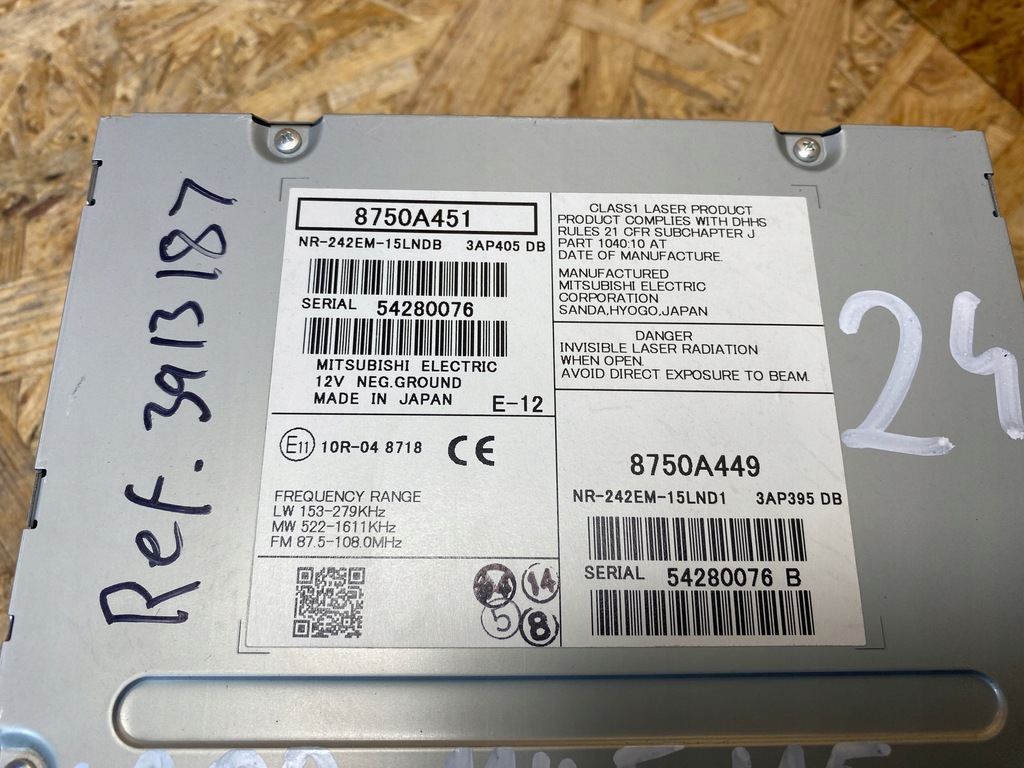 Ref. 3913187
8750A451
NR-242EM-15LNDB 3AP405 DB
SERIAL 54280076
MITSUBISHI ELECTRIC
12V NEG.GROUND
MADE IN JAPAN E-12
E11 10R-04 8718 CE
FREQUENCY RANGE
LW 153-279KHz
MW 522-1611KHz
FM 87.5-108.0MHz
14
5 8
CLASS1 LASER PRODUCT
PRODUCT COMPLIES WITH DHHS
RULES 21 CFR SUBCHAPTER J
PART 1040:10 AT
DATE OF MANUFACTURE.
MANUFACTURED
MITSUBISHI ELECTRIC
CORPORATION
SANDA,HYOGO,JAPAN
DANGER
INVISIBLE LASER RADIATION
WHEN OPEN.
AVOID DIRECT EXPOSURE TO BEAM.
8750A449
NR-242EM-15LND1 3AP395 DB
SERIAL 54280076 B
24